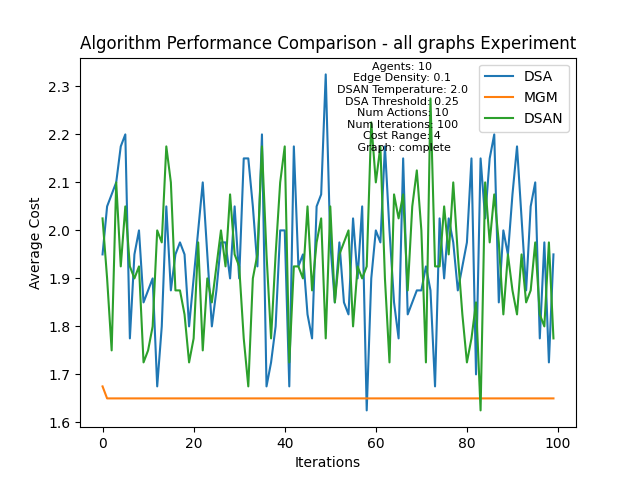 Algorithm Performance Comparison - all graphs Experiment
Agents: 10
Edge Density: 0.1
DSAN Temperature: 2.0
DSA Threshold: 0.25
Num Actions: 10
Num Iterations: 100
Cost Range: 4
Graph: complete
DSA
MGM
DSAN
Average Cost
2.3
2.2
2.1
2.0
1.9
1.8
1.7
1.6
0
20
40
60
80
100
Iterations